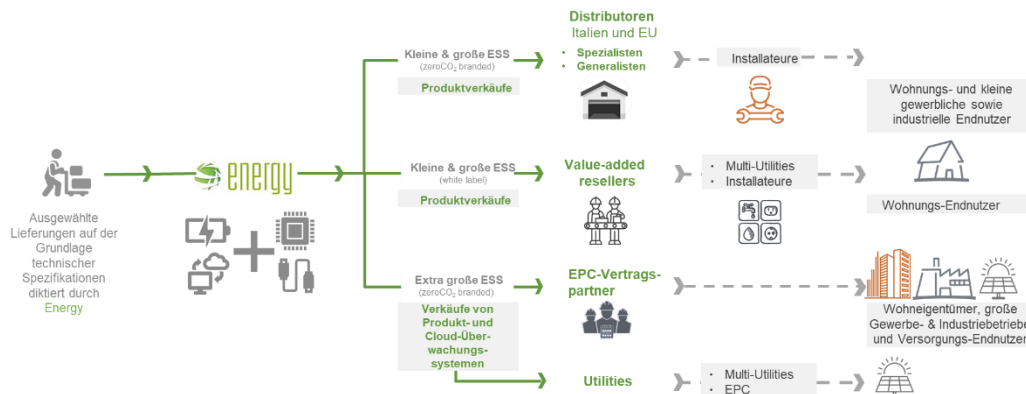 Ausgewählte
Lieferungen auf der
Grundlage
technischer
Spezifikationen
diktiert durch
Energy
energy
Kleine & große ESS
(zeroCO₂ branded)
Produktverkäufe
Distributoren
Italien und EU
• Spezialisten
• Generalisten
Installateure
Wohnungs- und kleine
gewerbliche sowie
industrielle Endnutzer
Kleine & große ESS
(white label)
Produktverkäufe
Value-added
resellers
• Multi-Utilities
• Installateure
Wohnungs-Endnutzer
Extra große ESS
(zeroCO₂ branded)
Verkäufe von
Produkt- und
Cloud-Über-
wachungs-
systemen
EPC-Vertrags-
partner
Wohneigentümer, große
Gewerbe- & Industriebetriebe
und Versorgungs-Endnutzer
Utilities
• Multi-Utilities
• EPC